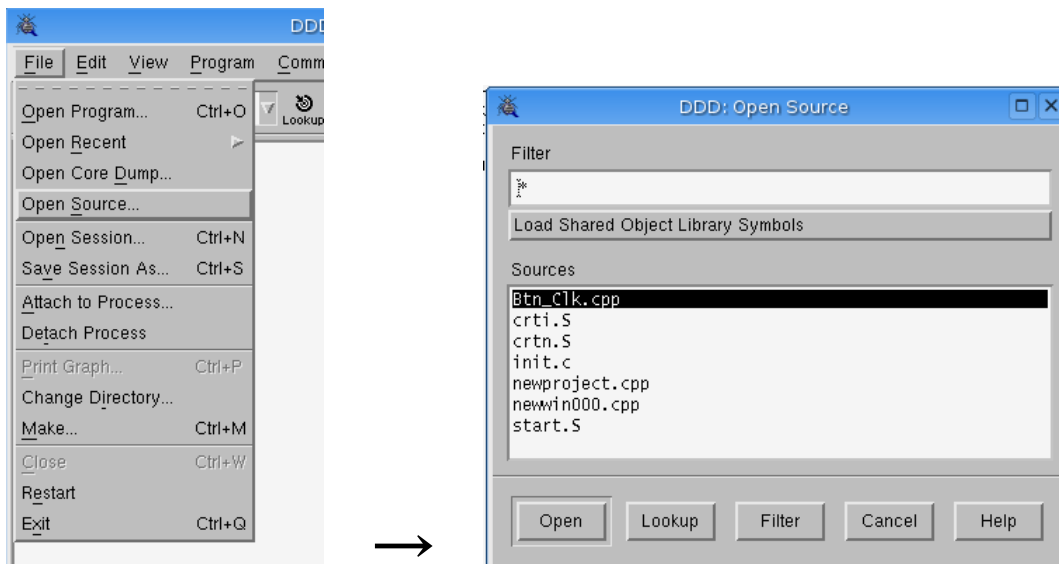 DDD
File Edit View Program Comm
Open Program... Ctrl+O
Lookup
Open Recent
Open Core Dump...
Open Source...
Open Session... Ctrl+N
Save Session As... Ctrl+S
Attach to Process...
Detach Process
Print Graph... Ctrl+P
Change Directory...
Make... Ctrl+M
Close Ctrl+W
Restart
Exit Ctrl+Q
→
DDD: Open Source
Filter
*
Load Shared Object Library Symbols
Sources
Btn_Clk.cpp
crti.S
crtn.S
init.c
newproject.cpp
newwin000.cpp
start.S
Open Lookup Filter Cancel Help